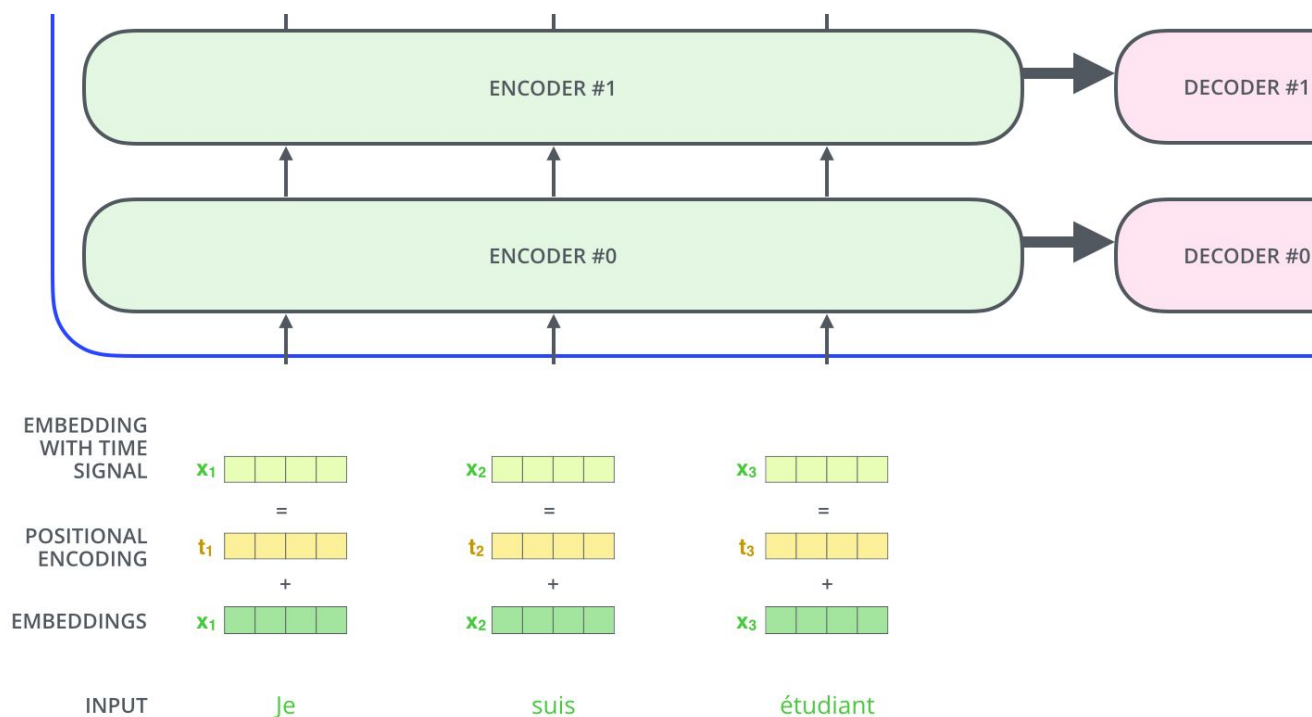 ENCODER #1
DECODER #1
ENCODER #0
DECODER #0
EMBEDDING
WITH TIME
SIGNAL
x₁ x₂ x₃
= = =
POSITIONAL
ENCODING
t₁ t₂ t₃
+ + +
EMBEDDINGS x₁ x₂ x₃
INPUT Je suis étudiant